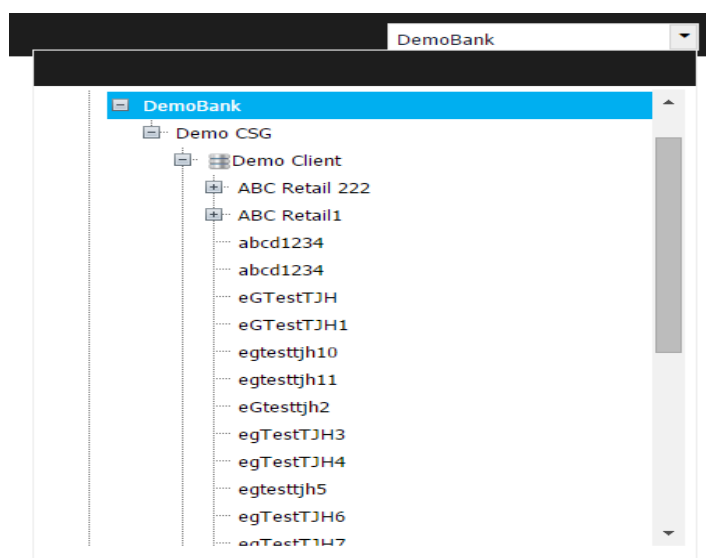 DemoBank
DemoBank
Demo CSG
Demo Client
ABC Retail 222
ABC Retail1
abcd1234
abcd1234
eGTestTJH
eGTestTJH1
egtesttjh10
egtesttjh11
eGtesttjh2
egTestTJH3
egTestTJH4
egtesttjh5
egTestTJH6
egTestTJH7